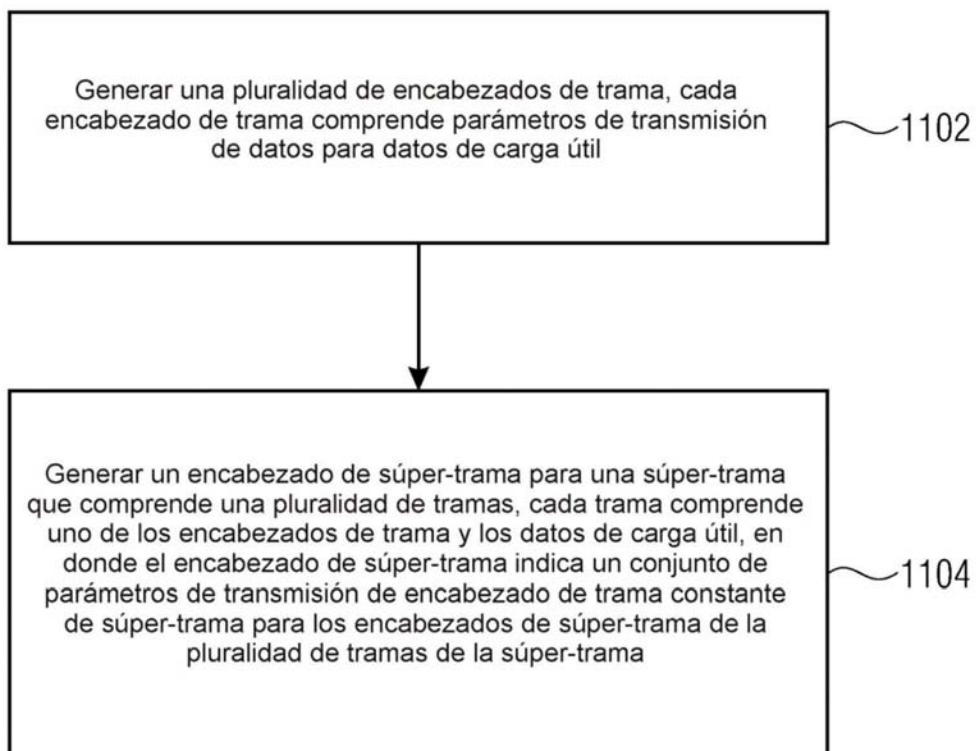 Generar una pluralidad de encabezados de trama, cada
encabezado de trama comprende parámetros de transmisión
de datos para datos de carga útil
1102
Generar un encabezado de súper-trama para una súper-trama
que comprende una pluralidad de tramas, cada trama comprende
uno de los encabezados de trama y los datos de carga útil, en
donde el encabezado de súper-trama indica un conjunto de
parámetros de transmisión de encabezado de trama constante
de súper-trama para los encabezados de súper-trama de la
pluralidad de tramas de la súper-trama
1104